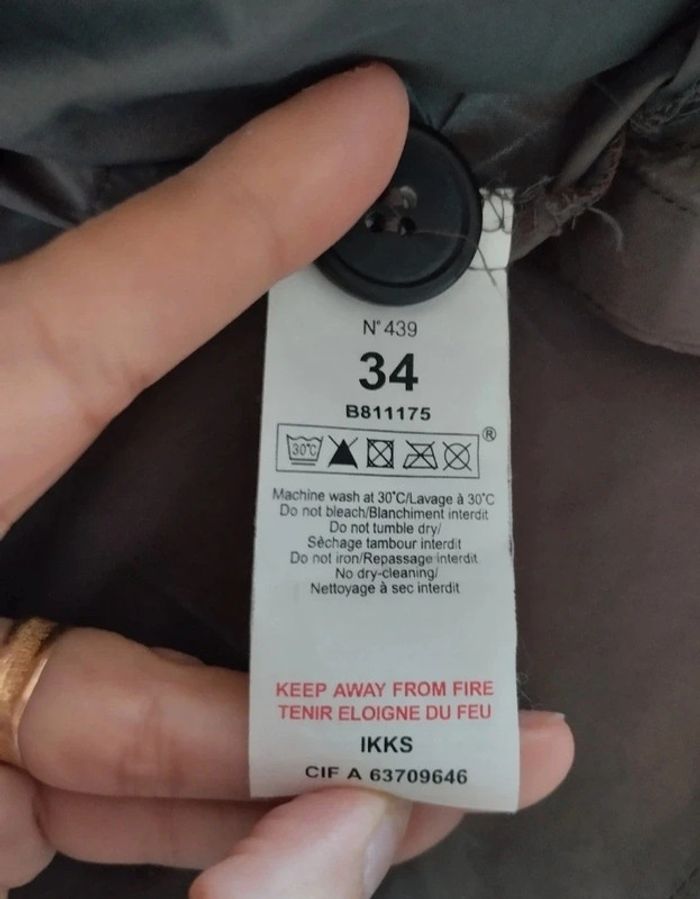 N°439
34
B811175
30°C
®
Machine wash at 30°C/Lavage à 30°C
Do not bleach/Blanchiment interdit
Do not tumble dry/
Sèchage tambour interdit
Do not iron/Repassage interdit
No dry-cleaning/
Nettoyage à sec interdit
KEEP AWAY FROM FIRE
TENIR ELOIGNE DU FEU
IKKS
CIF A 63709646